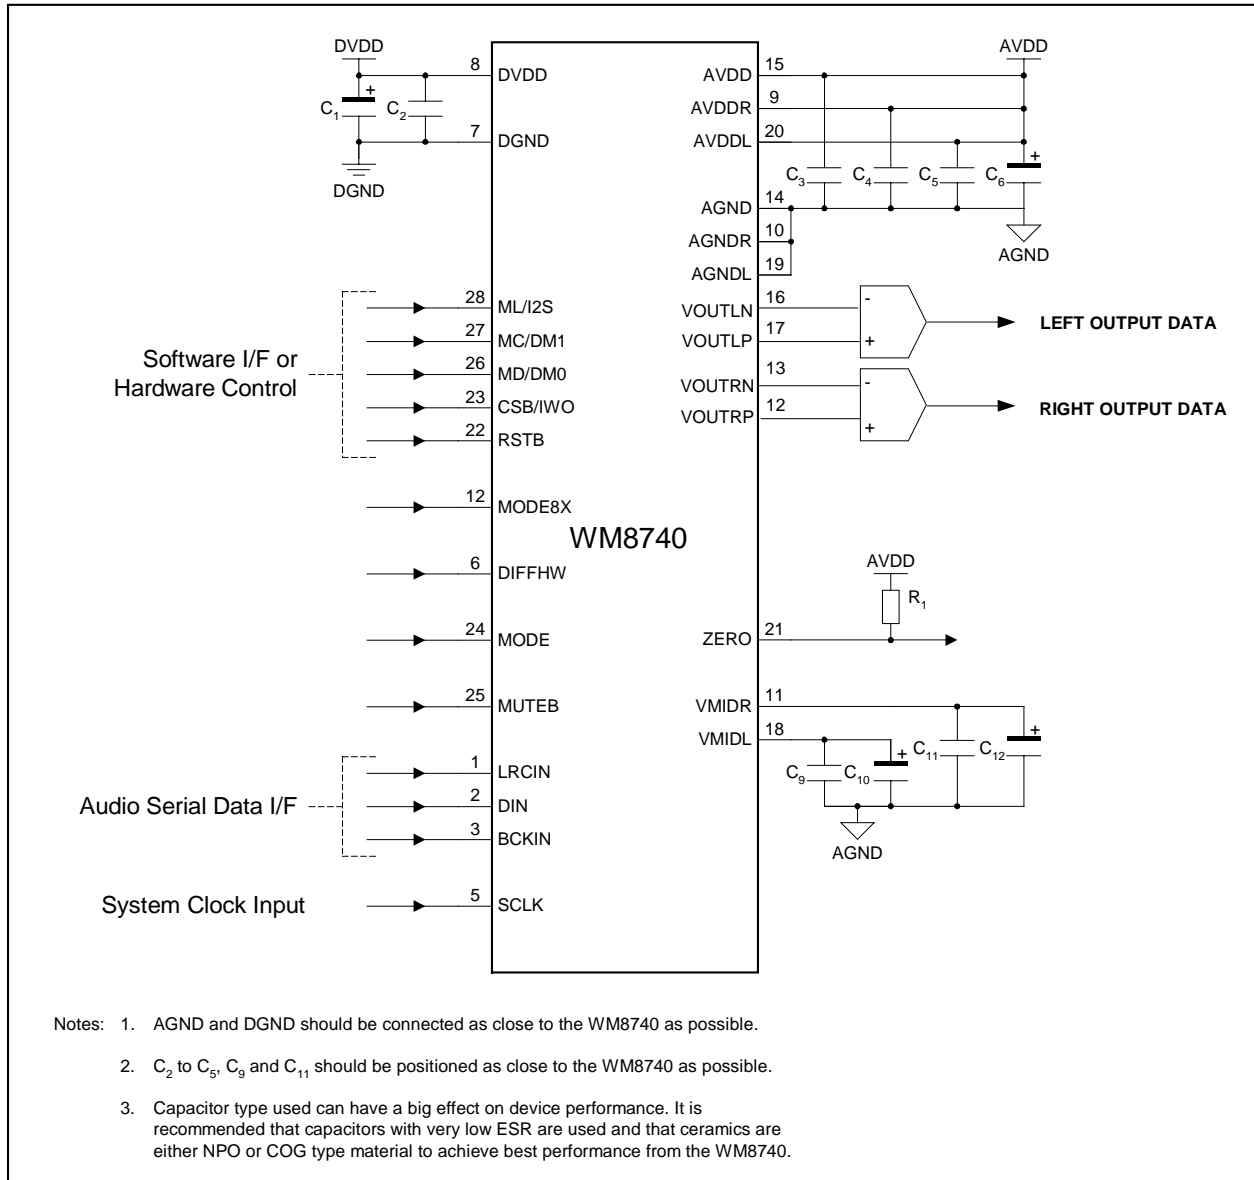 DVDD
AVDD
8 DVDD
AVDD 15
+
C1 C2
AVDDR 9
7 DGND
AVDDL 20
DGND
+
C3 C4 C5 C6
AGND 14
AGNDR 10
AGND
AGNDL 19
28 ML/I2S
VOUTLN 16
-
LEFT OUTPUT DATA
27 MC/DM1
VOUTLP 17
+
Software I/F or
Hardware Control
26 MD/DM0
VOUTRN 13
-
23 CSB/IWO
RIGHT OUTPUT DATA
VOUTRP 12
+
22 RSTB
12 MODE8X
WM8740
6 DIFFHW
AVDD
R1
24 MODE
ZERO 21
25 MUTEB
VMIDR 11
VMIDL 18
+
C11 C12
+
C9 C10
1 LRCIN
Audio Serial Data I/F
2 DIN
3 BCKIN
AGND
System Clock Input
5 SCLK
Notes: 1. AGND and DGND should be connected as close to the WM8740 as possible.
2. C2 to C5, C9 and C11 should be positioned as close to the WM8740 as possible.
3. Capacitor type used can have a big effect on device performance. It is
recommended that capacitors with very low ESR are used and that ceramics are
either NPO or COG type material to achieve best performance from the WM8740.